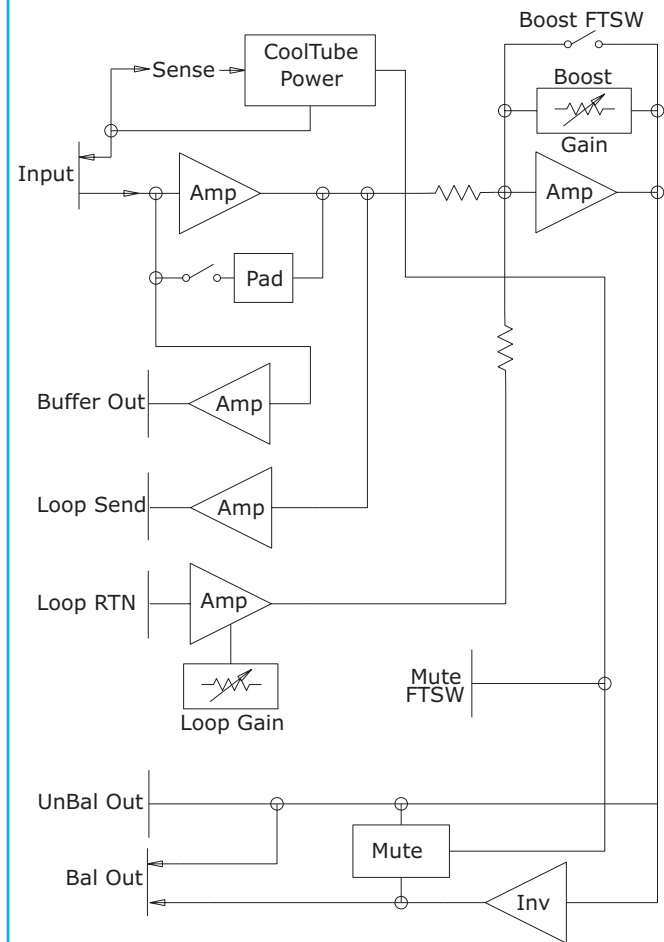 Boost FTSW
CoolTube
Power
Sense
Boost
Gain
Input
Amp
Amp
Pad
Buffer Out
Amp
Loop Send
Amp
Loop RTN
Amp
Loop Gain
Mute
FTSW
UnBal Out
Mute
Bal Out
Inv